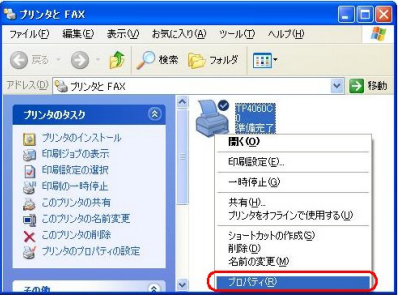 プリンタと FAX
ファイル(F) 編集(E) 表示(V) お気に入り(A) ツール(T) ヘルプ(H)
戻る 検索 フォルダ
アドレス(D) プリンタと FAX 移動
プリンタのタスク
プリンタのインストール
印刷ジョブの表示
印刷設定の選択
印刷の一時停止
このプリンタの共有
このプリンタの名前変更
このプリンタの削除
プリンタのプロパティの設定
その他
TP4060C
0
準備完了
開く(O)
印刷設定(E)...
一時停止(G)
共有(H)...
プリンタをオフラインで使用する(U)
ショートカットの作成(S)
削除(D)
名前の変更(M)
プロパティ(R)